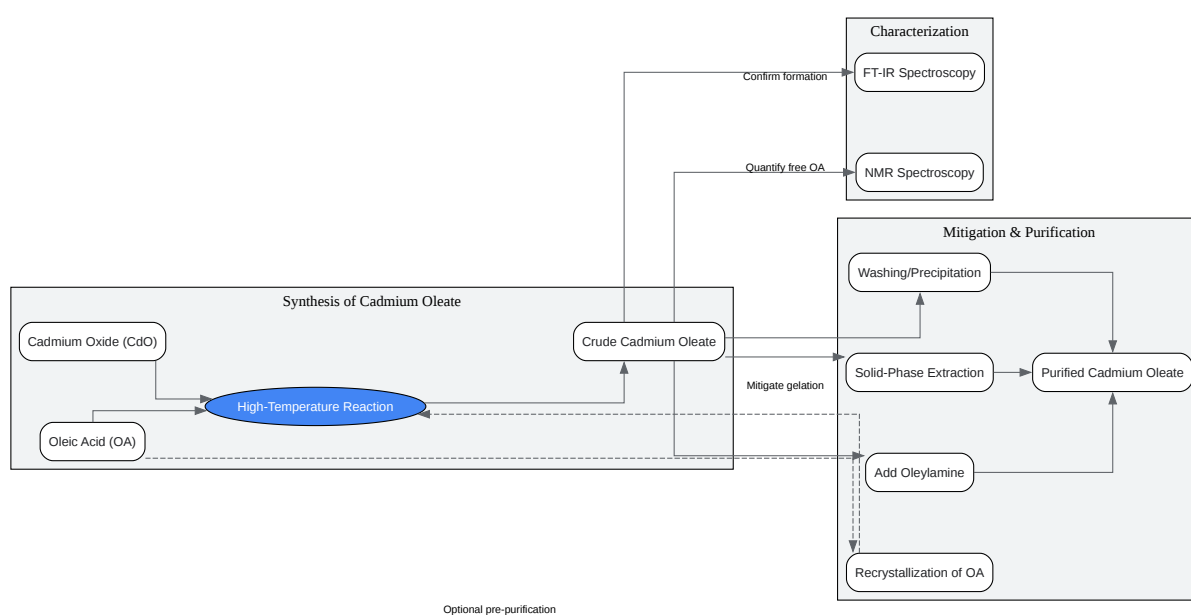 Characterization
FT-IR Spectroscopy
Confirm formation
Quantify free OA
NMR Spectroscopy
Mitigation & Purification
Washing/Precipitation
Synthesis of Cadmium Oleate
Cadmium Oxide (CdO)
Crude Cadmium Oleate
Solid-Phase Extraction
Purified Cadmium Oleate
Mitigate gelation
High-Temperature Reaction
Oleic Acid (OA)
Add Oleylamine
Recrystallization of OA
Optional pre-purification